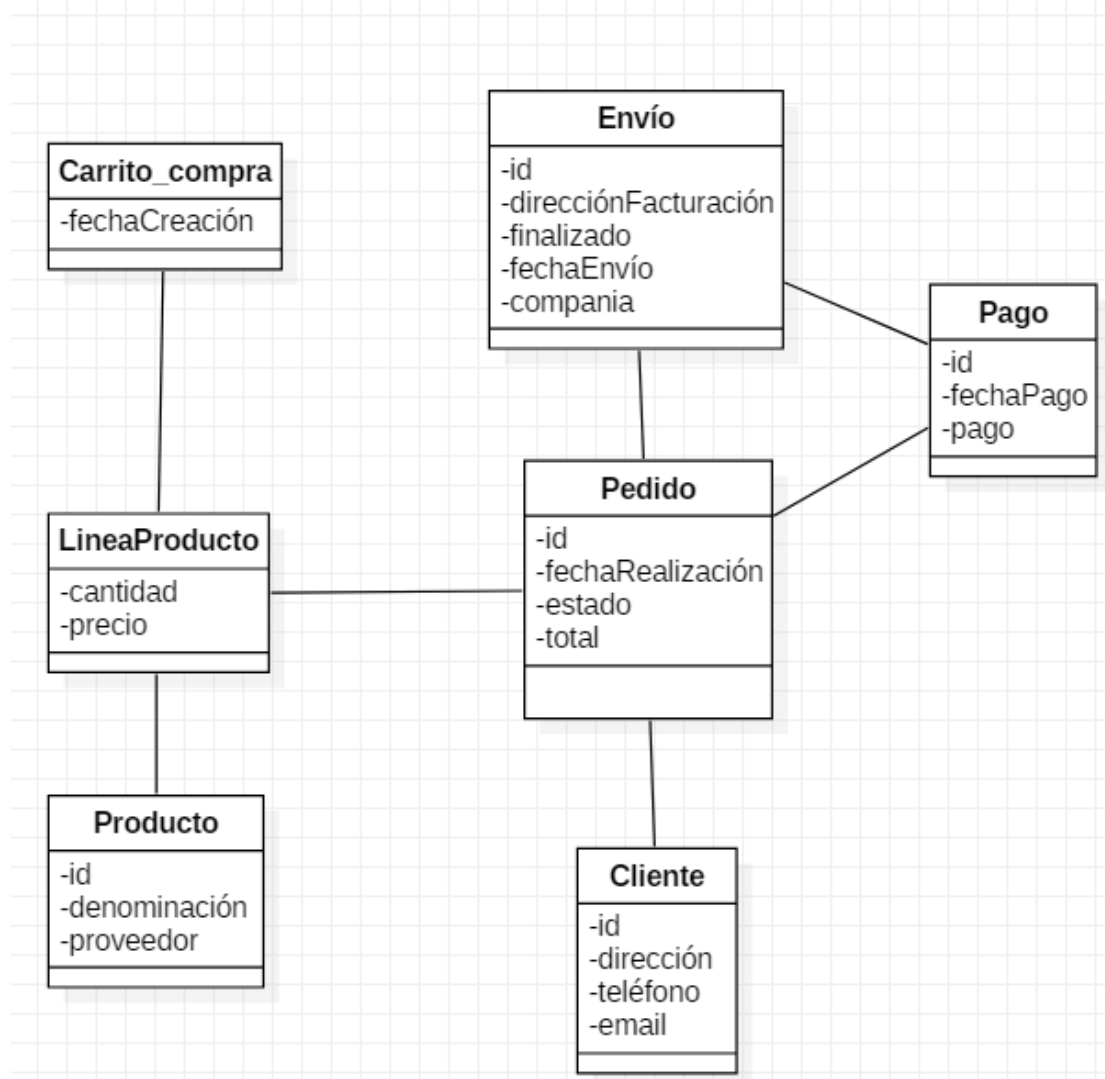 Carrito_compra
-fechaCreación
Envío
-id
-direcciónFacturación
-finalizado
-fechaEnvío
-compania
Pago
-id
-fechaPago
-pago
LineaProducto
-cantidad
-precio
Pedido
-id
-fechaRealización
-estado
-total
Producto
-id
-denominación
-proveedor
Cliente
-id
-dirección
-teléfono
-email